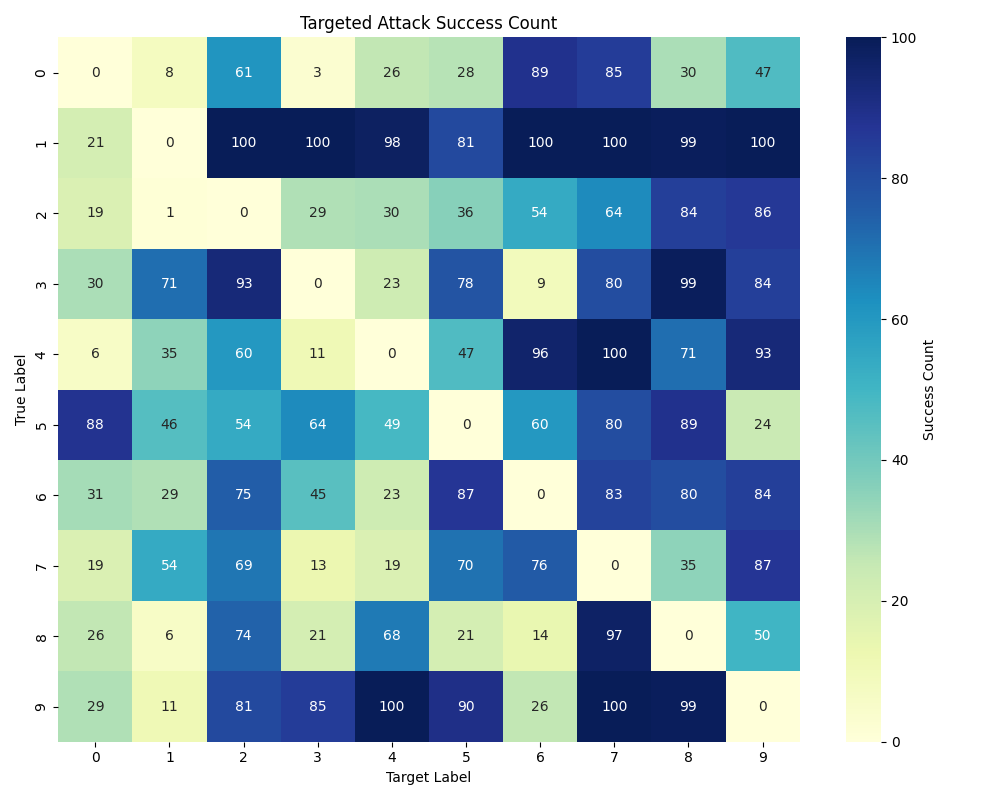 Targeted Attack Success Count
0 0 8 61 3 26 28 89 85 30 47
1 21 0 100 100 98 81 100 100 99 100
2 19 1 0 29 30 36 54 64 84 86
3 30 71 93 0 23 78 9 80 99 84
4 6 35 60 11 0 47 96 100 71 93
5 88 46 54 64 49 0 60 80 89 24
6 31 29 75 45 23 87 0 83 80 84
7 19 54 69 13 19 70 76 0 35 87
8 26 6 74 21 68 21 14 97 0 50
9 29 11 81 85 100 90 26 100 99 0
0 1 2 3 4 5 6 7 8 9
Target Label
True Label
100
80
60
40
20
0
Success Count